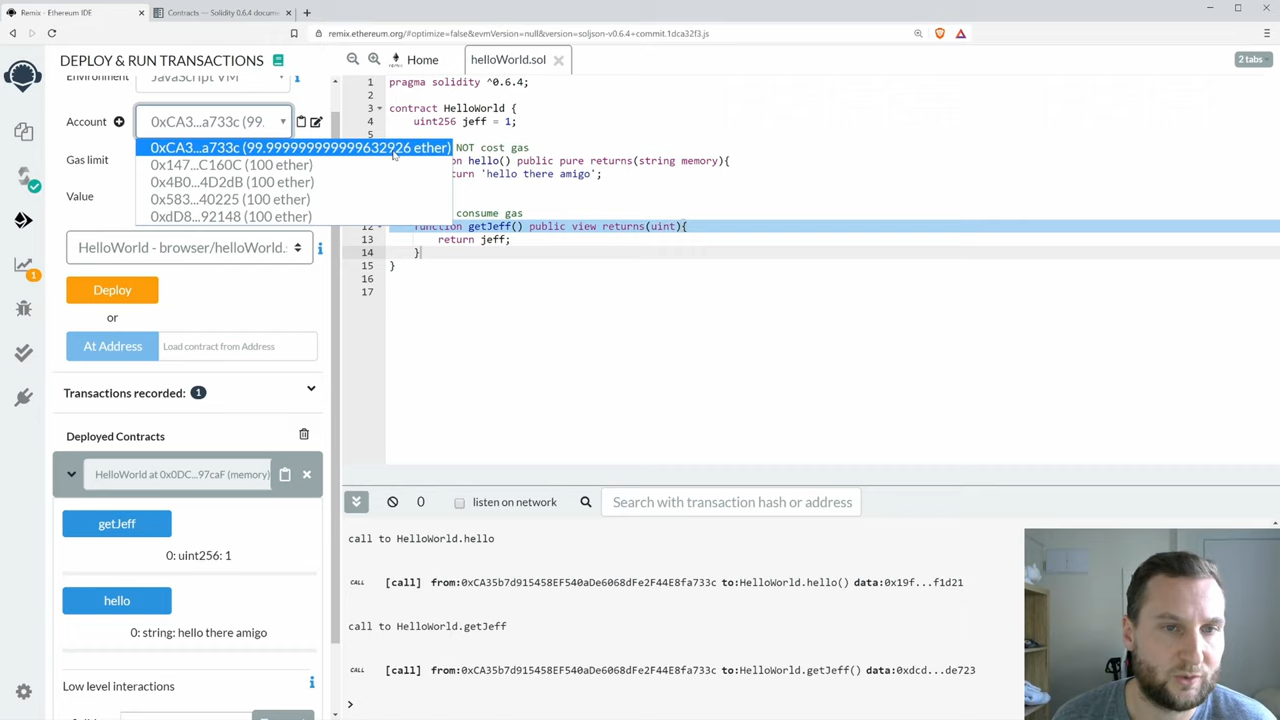 Remix - Ethereum IDE
Contracts — Solidity 0.6.4 docume
remix.ethereum.org/#optimize=false&evmVersion=null&version=soljson-v0.6.4+commit.1dca32f3.js
DEPLOY & RUN TRANSACTIONS
Home
helloWorld.sol
2 tabs
Environment
JavaScript VM
Account
0xCA3...a733c (99.
0xCA3...a733c (99.999999999999632926 ether)
0x147...C160C (100 ether)
0x4B0...4D2dB (100 ether)
0x583...40225 (100 ether)
0xdD8...92148 (100 ether)
Gas limit
Value
HelloWorld - browser/helloWorld.
Deploy
or
At Address
Load contract from Address
Transactions recorded: 1
Deployed Contracts
HelloWorld at 0x0DC...97caF (memory)
getJeff
0: uint256: 1
hello
0: string: hello there amigo
Low level interactions
1 pragma solidity ^0.6.4;
2
3 contract HelloWorld {
4 uint256 jeff = 1;
5
NOT cost gas
hello() public pure returns(string memory){
'hello there amigo';
consume gas
12 function getJeff() public view returns(uint){
13 return jeff;
14 }
15 }
16
17
0
listen on network
Search with transaction hash or address
call to HelloWorld.hello
CALL [call] from:0xCA35b7d915458EF540aDe6068dFe2F44E8fa733c to:HelloWorld.hello() data:0x19f...f1d21
call to HelloWorld.getJeff
CALL [call] from:0xCA35b7d915458EF540aDe6068dFe2F44E8fa733c to:HelloWorld.getJeff() data:0xdcd...de723
>